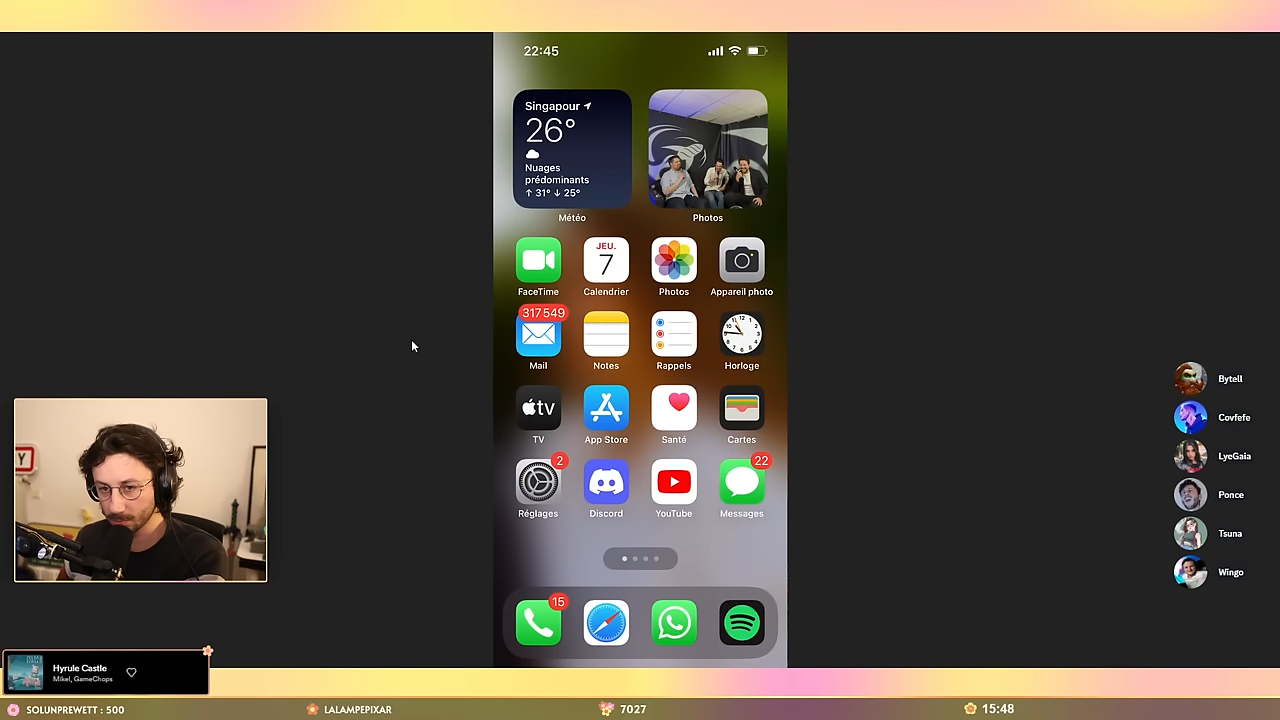 22:45
Singapour
26°
Nuages
prédominants
↑ 31° ↓ 25°
Météo
Photos
FaceTime
JEU.
7
Calendrier
Photos
Appareil photo
317 549
Mail
Notes
Rappels
Horloge
tv
TV
App Store
Santé
Cartes
2
Réglages
Discord
YouTube
22
Messages
15
Y
Bytell
Covfefe
LyeGaia
Ponce
Tsuna
Wingo
Hyrule Castle
Mikel, GameChops
SOLUNPREWETT : 500
LALAMPEPIXAR
7027
15:48